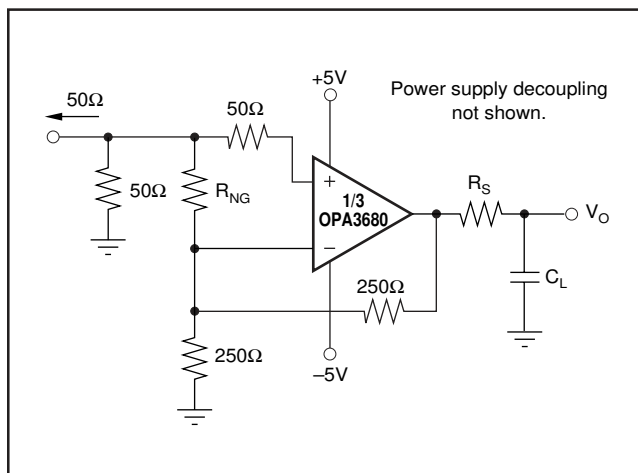 +5V
Power supply decoupling
not shown.
50Ω
50Ω
50Ω
R_NG
+
1/3
OPA3680
−
R_S
V_O
C_L
250Ω
250Ω
−5V